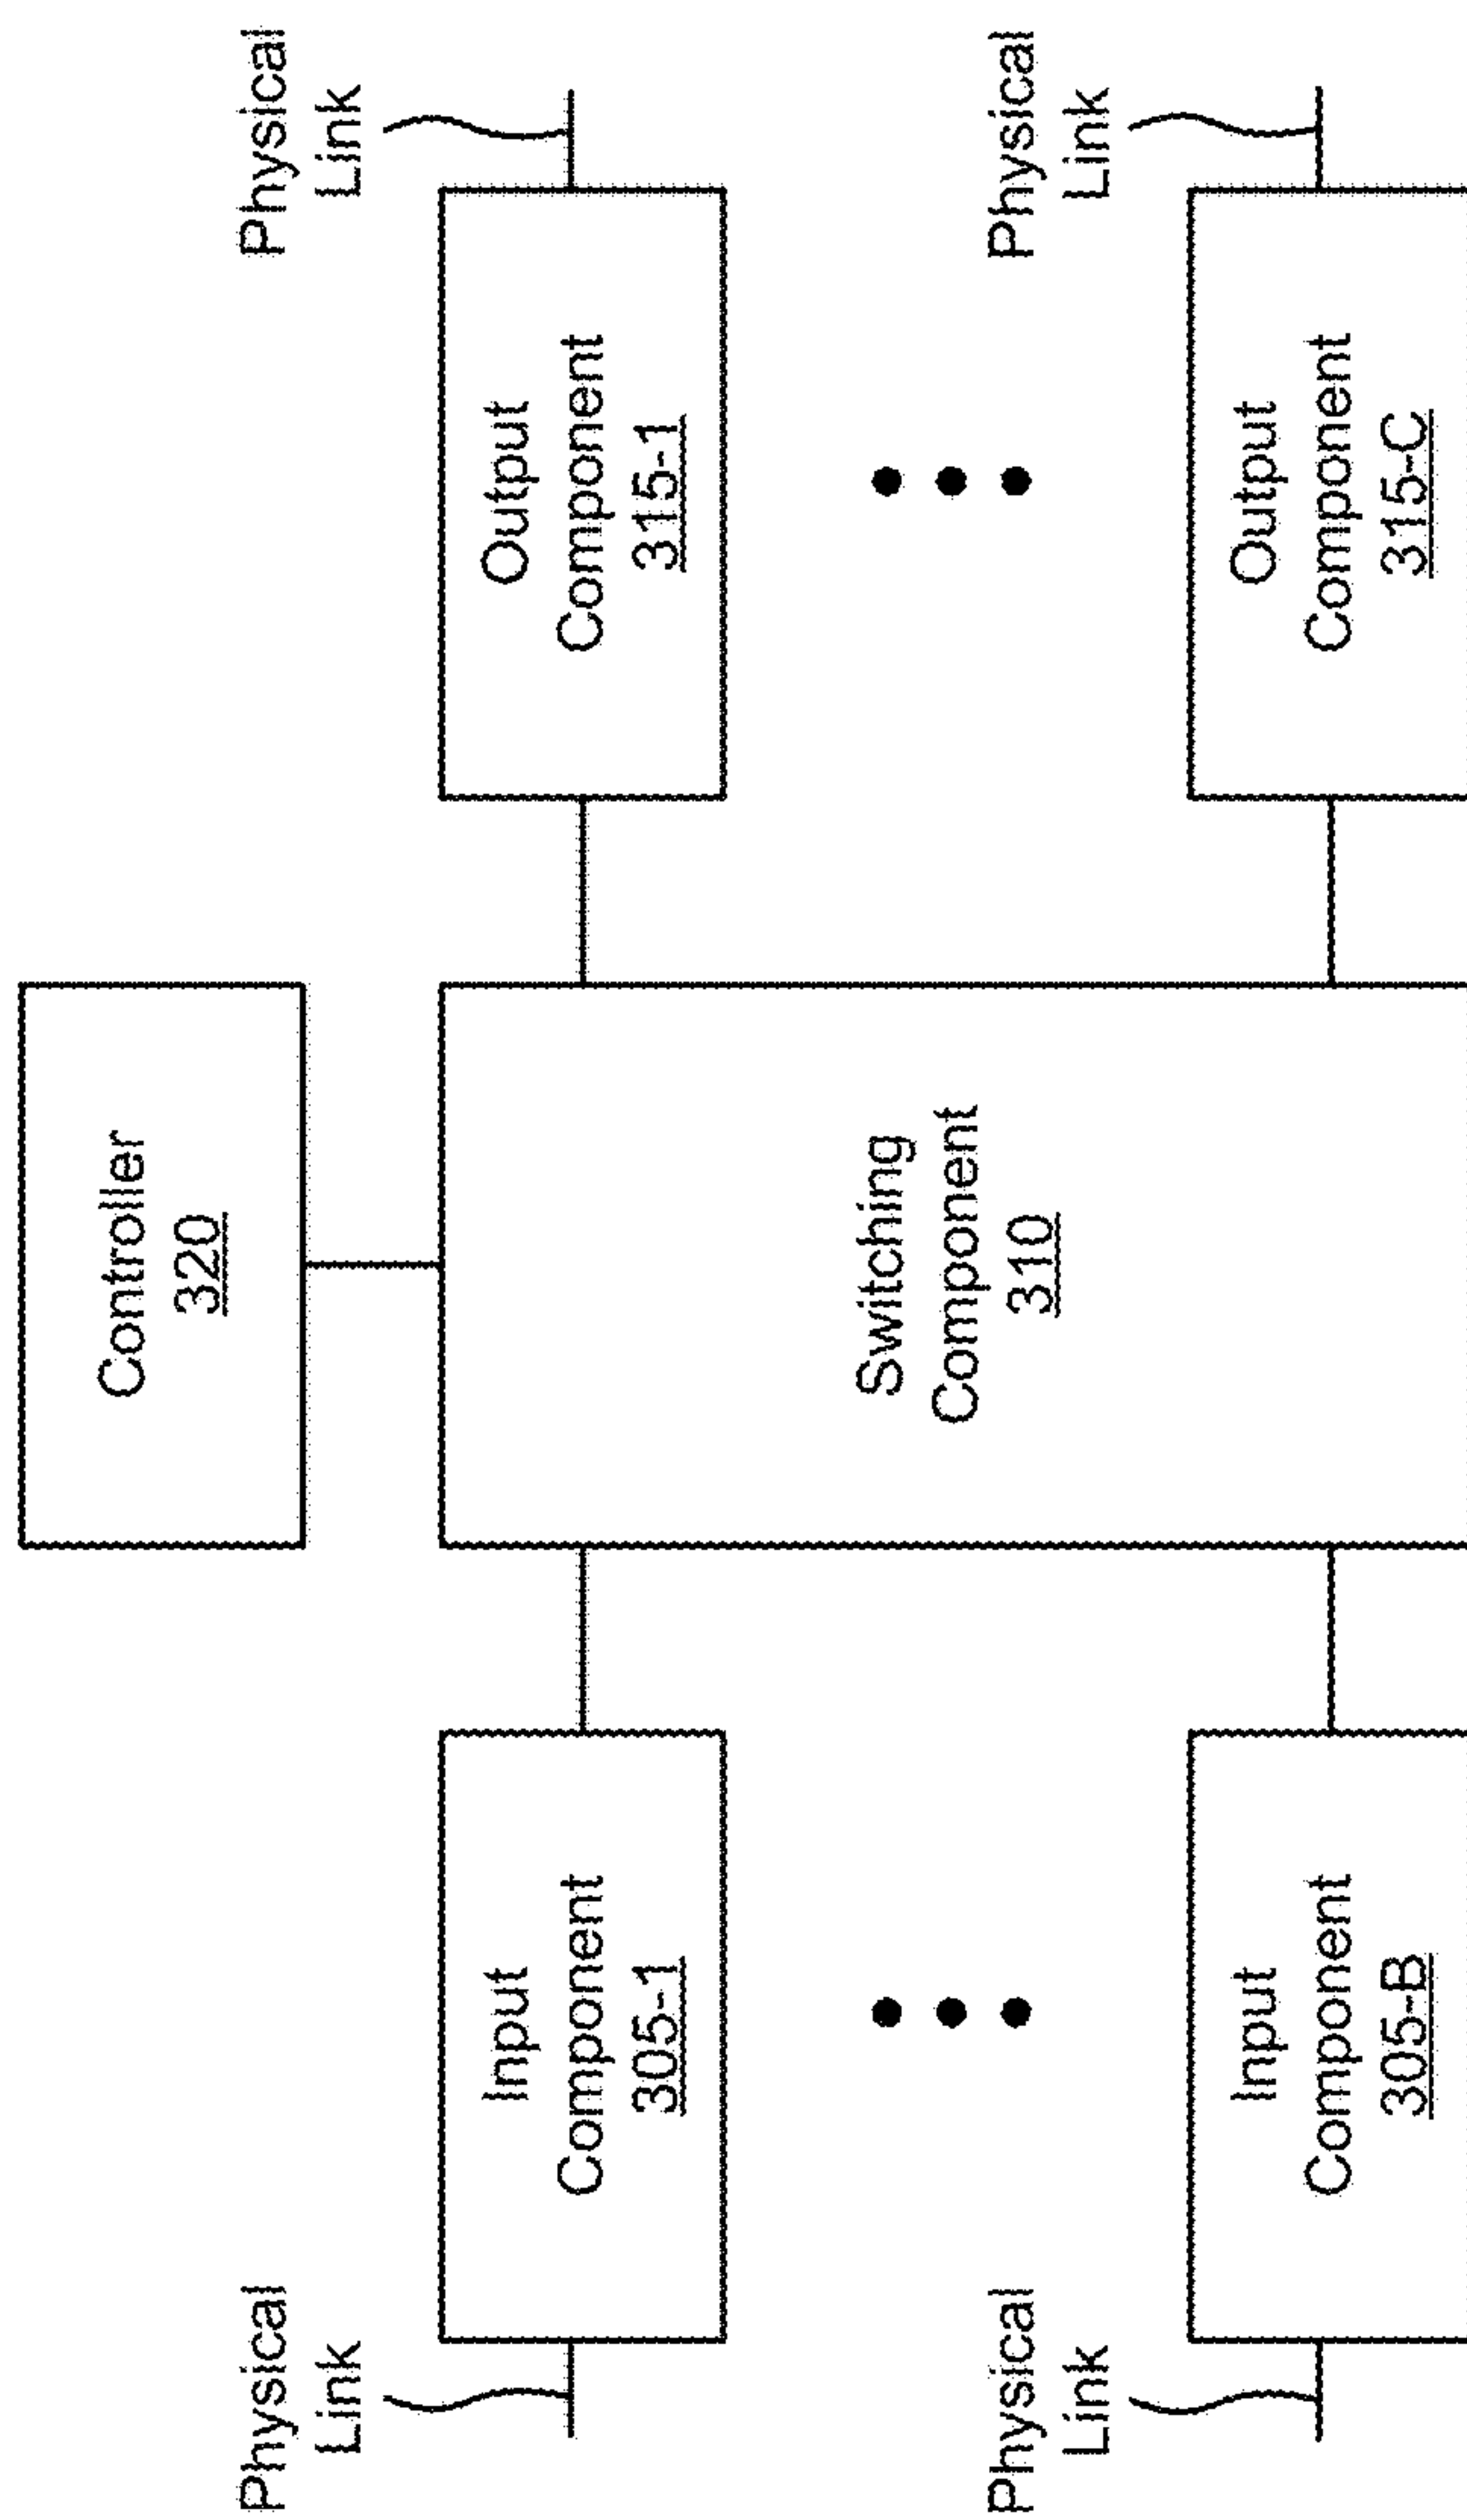 Controller
320
Physical
Link
Input
Component
305-1
Switching
Component
310
Output
Component
315-1
Physical
Link
Physical
Link
Input
Component
305-B
Output
Component
315-C
Physical
Link